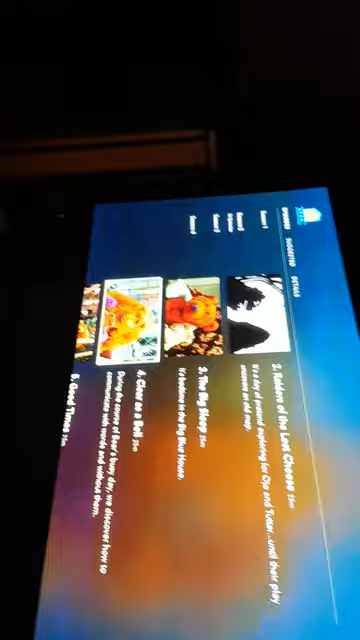 EPISODES SUGGESTED DETAILS
Season 1
Season 2
Season 3
Season 4
2. Raiders of the Lost Cheese 25m
It's a day of pretend exploring for Ojo and Tutter...until their play
uncovers an old map.
3. The Big Sleep 25m
It's bedtime in the Big Blue House.
4. Clear as a Bell 25m
During the course of Bear's busy day, we discover how to
communicate with words and without them.
5. Good Times 25m